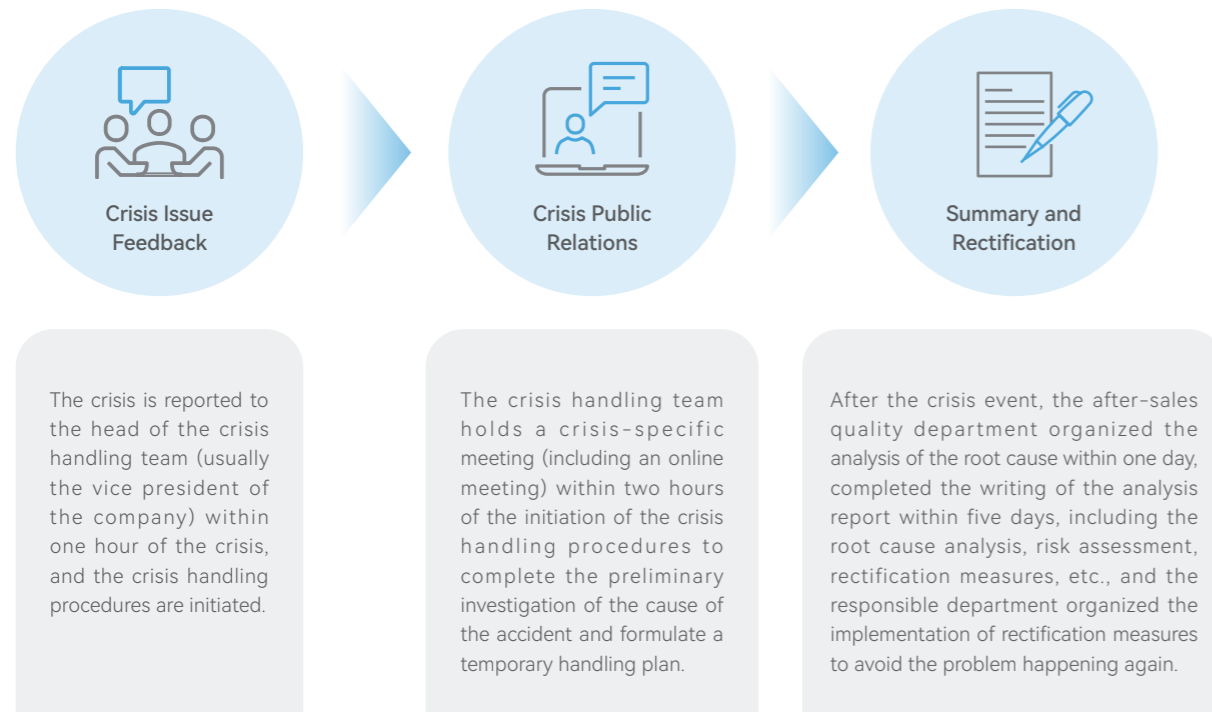 Crisis Issue
Feedback
Crisis Public
Relations
Summary and
Rectification
The crisis is reported to
the head of the crisis
handling team (usually
the vice president of
the company) within
one hour of the crisis,
and the crisis handling
procedures are initiated.
The crisis handling team
holds a crisis-specific
meeting (including an online
meeting) within two hours
of the initiation of the crisis
handling procedures to
complete the preliminary
investigation of the cause of
the accident and formulate a
temporary handling plan.
After the crisis event, the after-sales
quality department organized the
analysis of the root cause within one day,
completed the writing of the analysis
report within five days, including the
root cause analysis, risk assessment,
rectification measures, etc., and the
responsible department organized the
implementation of rectification measures
to avoid the problem happening again.